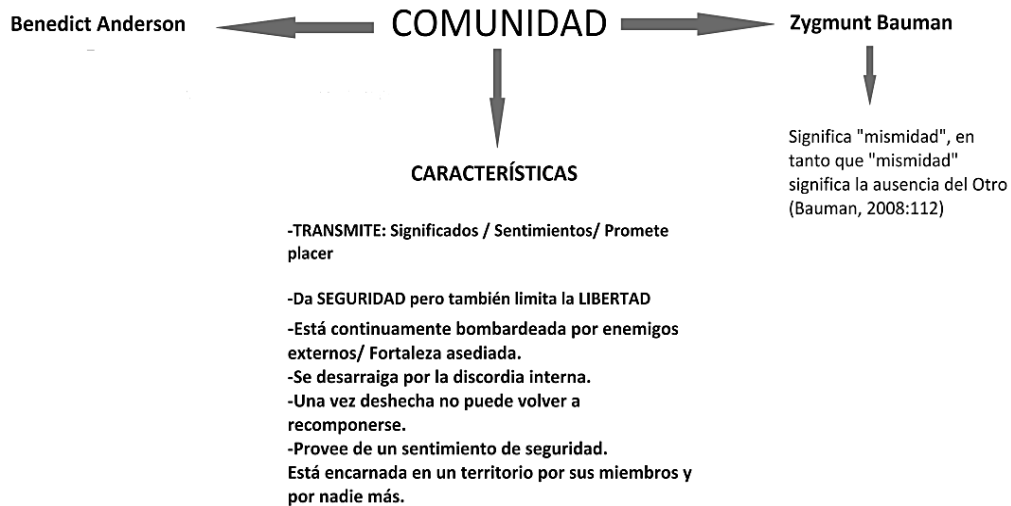 Benedict Anderson
COMUNIDAD
Zygmunt Bauman
Significa "mismidad", en
tanto que "mismidad"
significa la ausencia del Otro
(Bauman, 2008:112)
CARACTERÍSTICAS
-TRANSMITE: Significados / Sentimientos/ Promete
placer
-Da SEGURIDAD pero también limita la LIBERTAD
-Está continuamente bombardeada por enemigos
externos/ Fortaleza asediada.
-Se desarraiga por la discordia interna.
-Una vez deshecha no puede volver a
recomponerse.
-Provee de un sentimiento de seguridad.
Está encarnada en un territorio por sus miembros y
por nadie más.